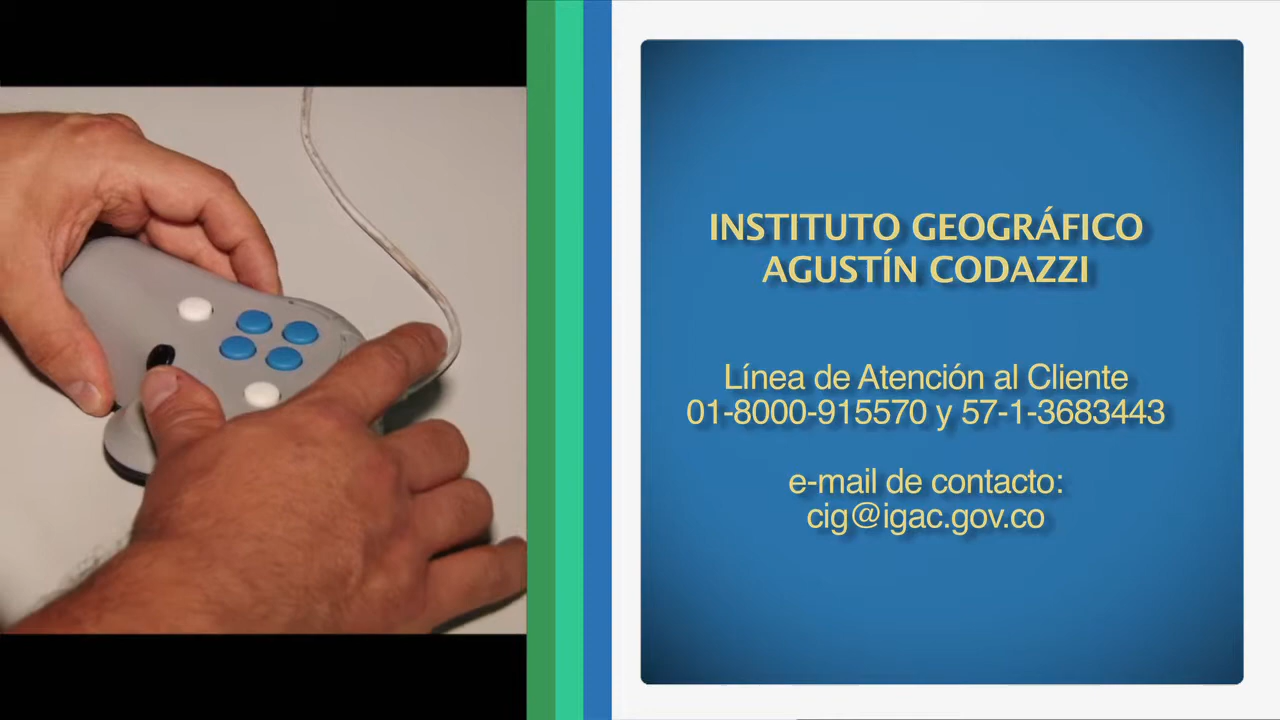 INSTITUTO GEOGRÁFICO
AGUSTÍN CODAZZI
Línea de Atención al Cliente
01-8000-915570 y 57-1-3683443
e-mail de contacto:
cig@igac.gov.co